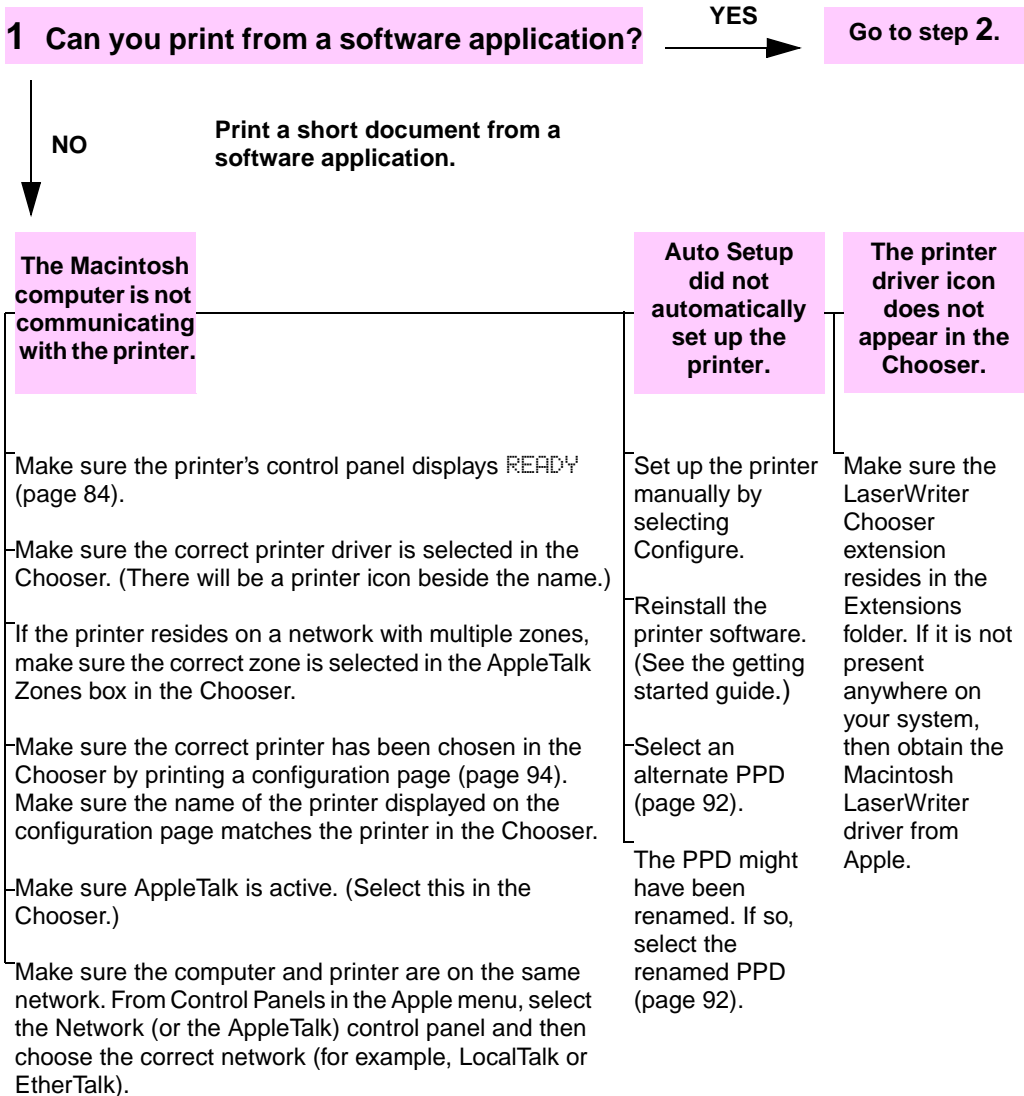 1 Can you print from a software application?
YES
Go to step 2.
NO
Print a short document from a
software application.
The Macintosh
computer is not
communicating
with the printer.
Auto Setup
did not
automatically
set up the
printer.
The printer
driver icon
does not
appear in the
Chooser.
Make sure the printer's control panel displays READY
(page 84).
Make sure the correct printer driver is selected in the
Chooser. (There will be a printer icon beside the name.)
If the printer resides on a network with multiple zones,
make sure the correct zone is selected in the AppleTalk
Zones box in the Chooser.
Make sure the correct printer has been chosen in the
Chooser by printing a configuration page (page 94).
Make sure the name of the printer displayed on the
configuration page matches the printer in the Chooser.
Make sure AppleTalk is active. (Select this in the
Chooser.)
Make sure the computer and printer are on the same
network. From Control Panels in the Apple menu, select
the Network (or the AppleTalk) control panel and then
choose the correct network (for example, LocalTalk or
EtherTalk).
Set up the printer
manually by
selecting
Configure.
Reinstall the
printer software.
(See the getting
started guide.)
Select an
alternate PPD
(page 92).
The PPD might
have been
renamed. If so,
select the
renamed PPD
(page 92).
Make sure the
LaserWriter
Chooser
extension
resides in the
Extensions
folder. If it is not
present
anywhere on
your system,
then obtain the
Macintosh
LaserWriter
driver from
Apple.